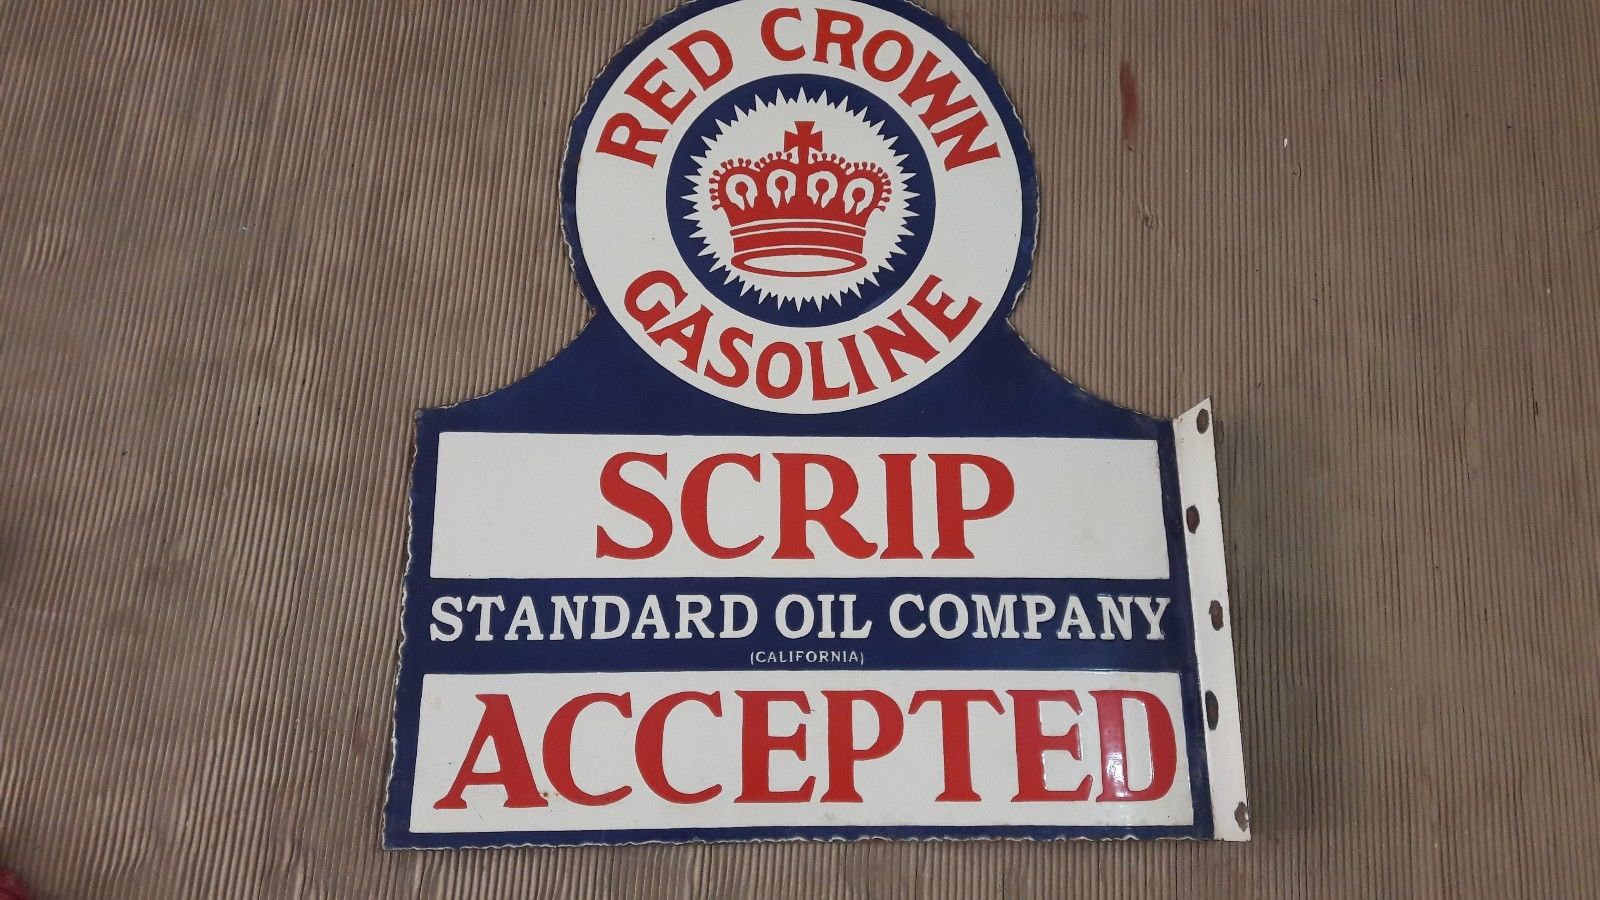 RED CROWN
GASOLINE
SCRIP
STANDARD OIL COMPANY
(CALIFORNIA)
ACCEPTED